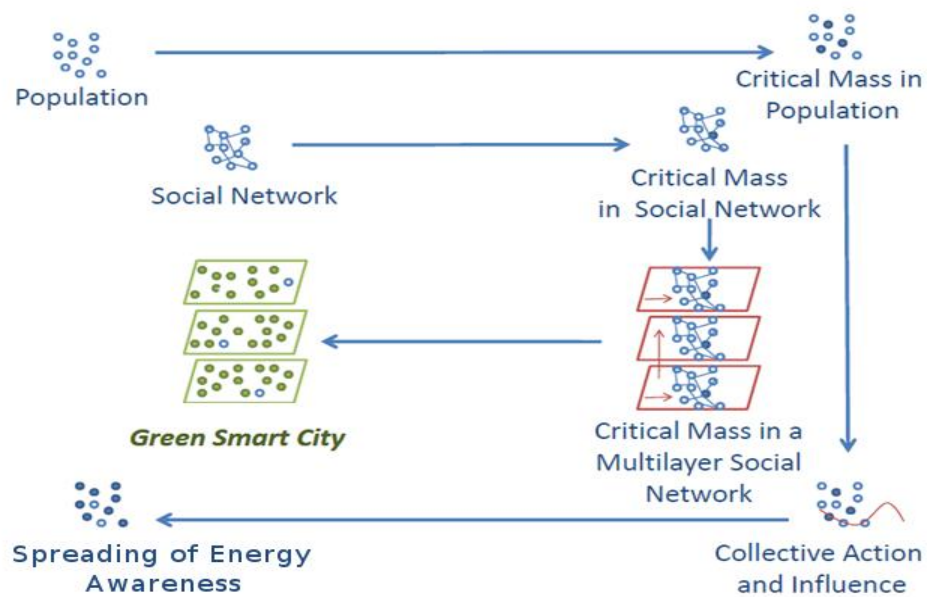 Population
Critical Mass in
Population
Social Network
Critical Mass
in Social Network
Green Smart City
Critical Mass in a
Multilayer Social
Network
Spreading of Energy
Awareness
Collective Action
and Influence